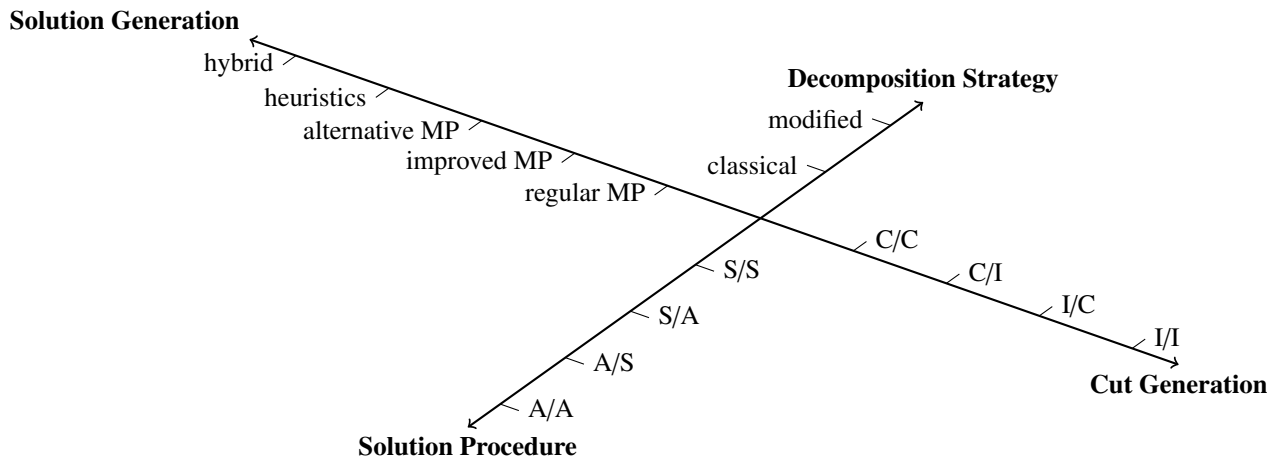 Solution Generation
hybrid
heuristics
alternative MP
improved MP
regular MP
Decomposition Strategy
modified
classical
C/C
C/I
I/C
I/I
Cut Generation
S/S
S/A
A/S
A/A
Solution Procedure